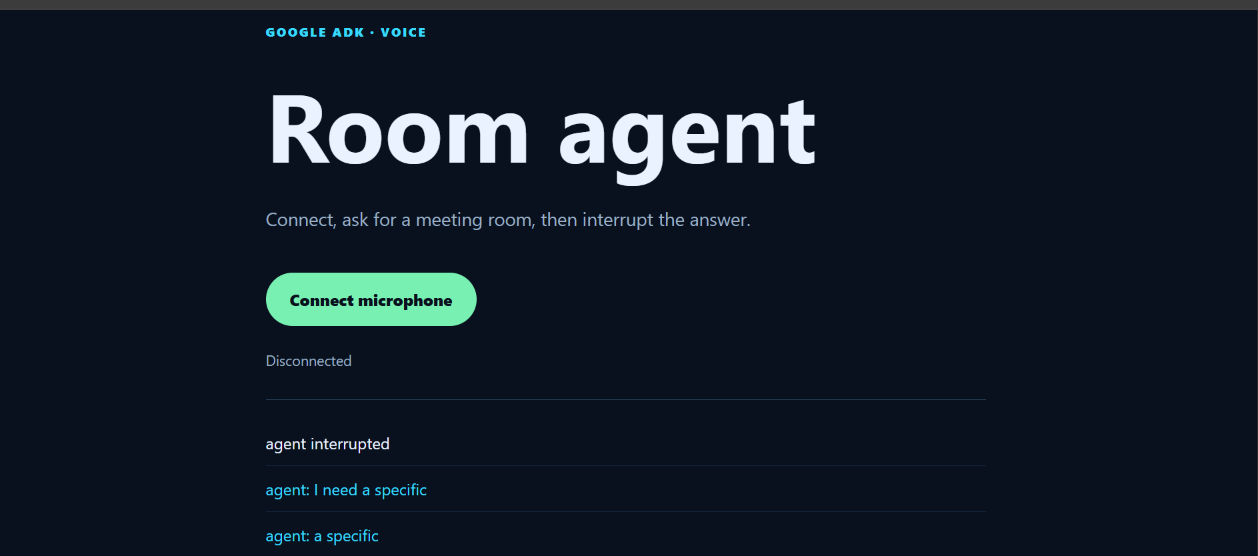 GOOGLE ADK · VOICE
Room agent
Connect, ask for a meeting room, then interrupt the answer.
Connect microphone
Disconnected
agent interrupted
agent: I need a specific
agent: a specific